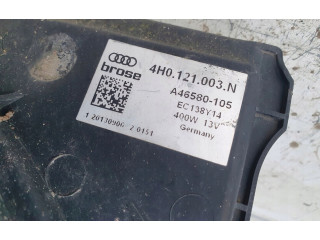 brose
4H0.121.003.N
A46580-105
EC138Y14
400W 13V
Germany